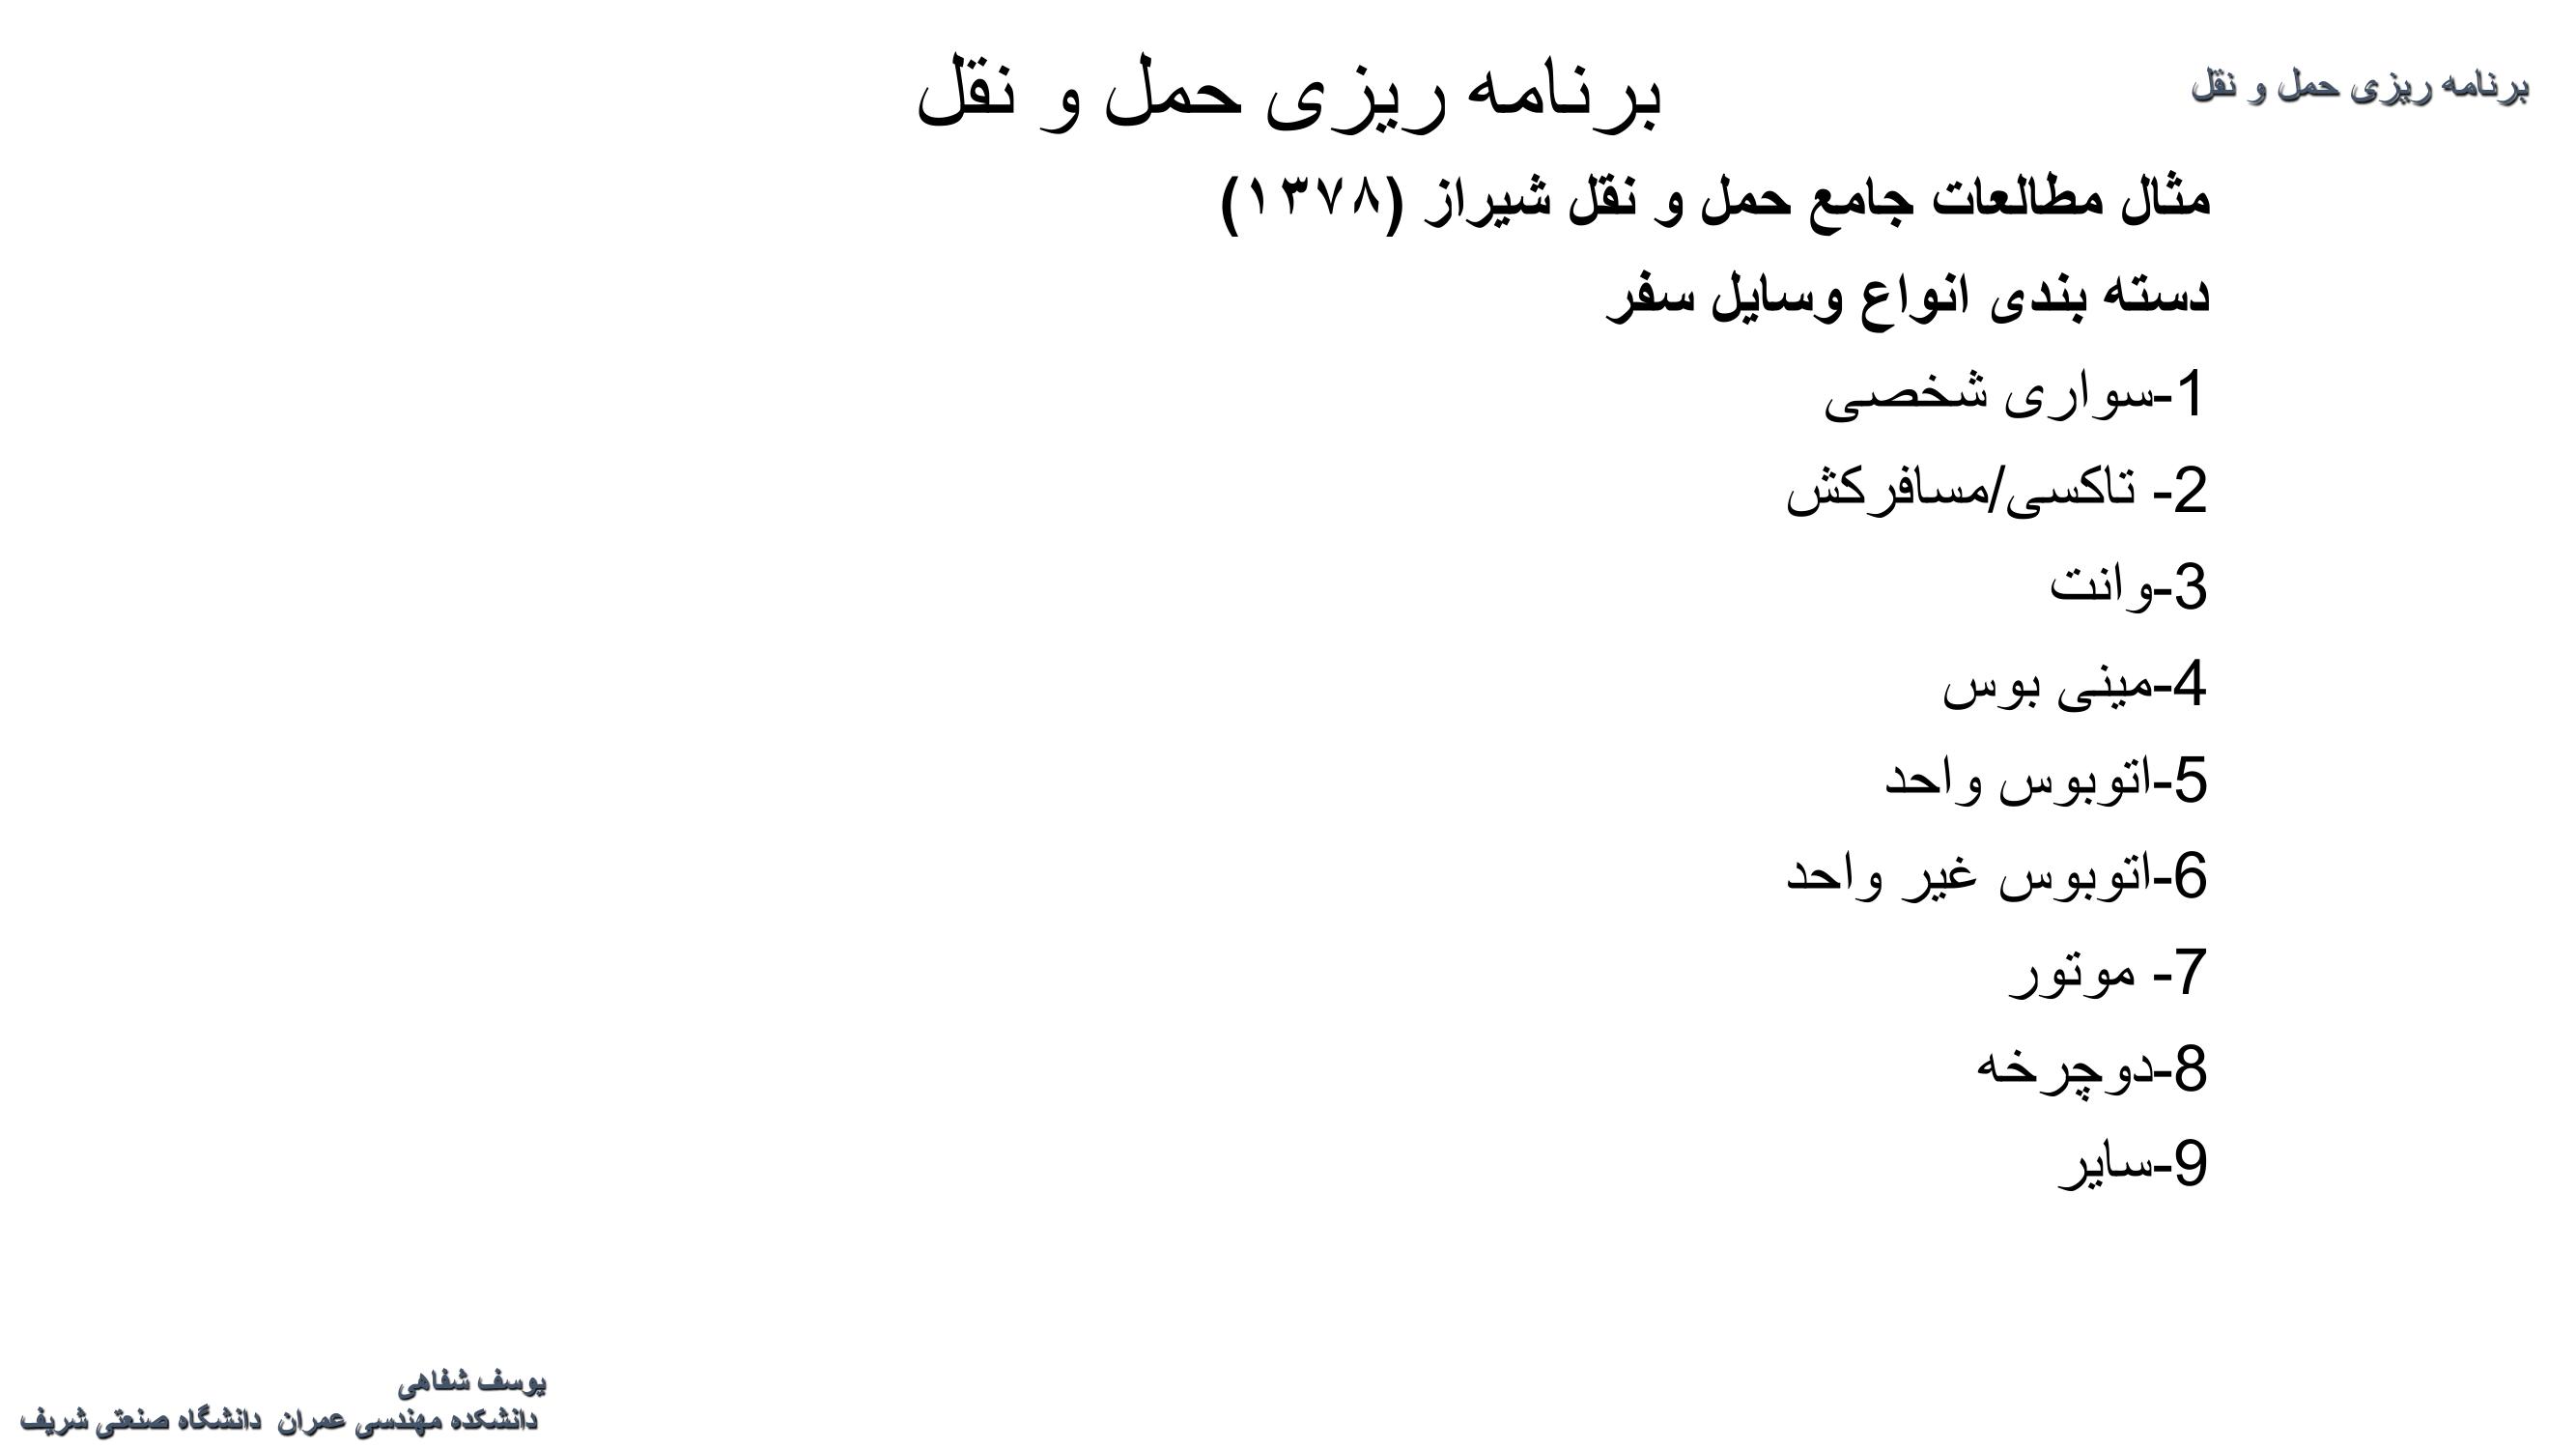 برنامه ریزی حمل و نقل
برنامه ریزی حمل و نقل
مثال مطالعات جامع حمل و نقل شیراز (۱۳۷۸)
دسته بندی انواع وسایل سفر
1-سواری شخصی
2- تاکسی/مسافرکش
3-وانت
4-مینی بوس
5-اتوبوس واحد
6-اتوبوس غیر واحد
7- موتور
8-دوچرخه
9-سایر
یوسف شفاهی
دانشکده مهندسی عمران دانشگاه صنعتی شریف